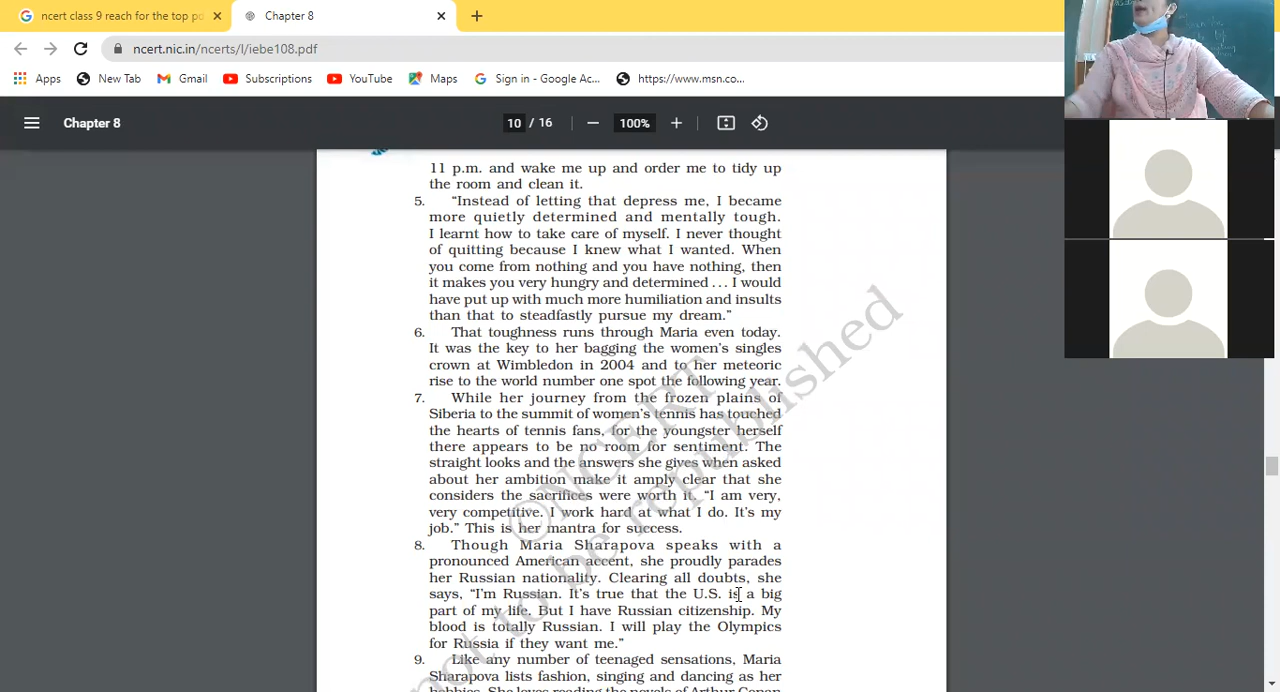 ncert class 9 reach for the top po
Chapter 8
ncert.nic.in/ncerts/l/iebe108.pdf
Apps New Tab Gmail Subscriptions YouTube Maps Sign in - Google Ac... https://www.msn.co...
Chapter 8
10 / 16
100%
11 p.m. and wake me up and order me to tidy up
the room and clean it.
5. “Instead of letting that depress me, I became
more quietly determined and mentally tough.
I learnt how to take care of myself. I never thought
of quitting because I knew what I wanted. When
you come from nothing and you have nothing, then
it makes you very hungry and determined ... I would
have put up with much more humiliation and insults
than that to steadfastly pursue my dream.”
6. That toughness runs through Maria even today.
It was the key to her bagging the women’s singles
crown at Wimbledon in 2004 and to her meteoric
rise to the world number one spot the following year.
7. While her journey from the frozen plains of
Siberia to the summit of women’s tennis has touched
the hearts of tennis fans, for the youngster herself
there appears to be no room for sentiment. The
straight looks and the answers she gives when asked
about her ambition make it amply clear that she
considers the sacrifices were worth it. “I am very,
very competitive. I work hard at what I do. It’s my
job.” This is her mantra for success.
8. Though Maria Sharapova speaks with a
pronounced American accent, she proudly parades
her Russian nationality. Clearing all doubts, she
says, “I’m Russian. It’s true that the U.S. is a big
part of my life. But I have Russian citizenship. My
blood is totally Russian. I will play the Olympics
for Russia if they want me.”
9. Like any number of teenaged sensations, Maria
Sharapova lists fashion, singing and dancing as her
hobbies. She loves reading the novels of Arthur Conan
©NCERT
not to be republished